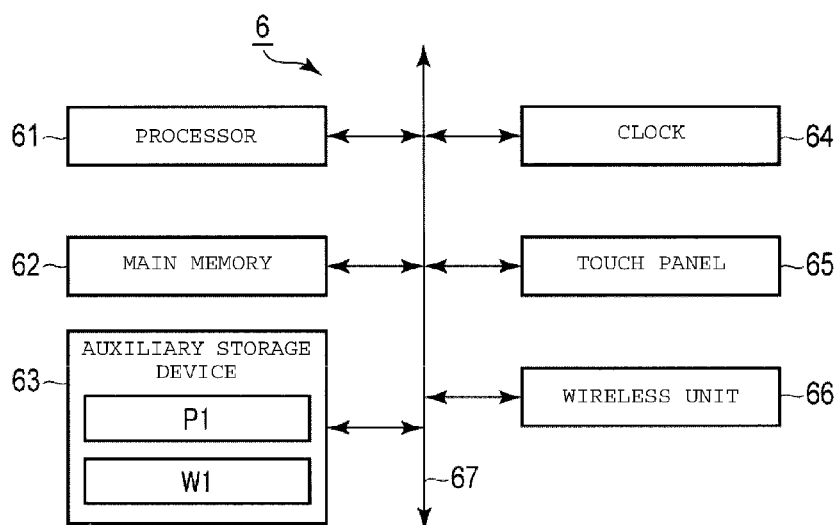 6
61
PROCESSOR
CLOCK
64
62
MAIN MEMORY
TOUCH PANEL
65
63
AUXILIARY STORAGE
DEVICE
P1
W1
WIRELESS UNIT
66
67